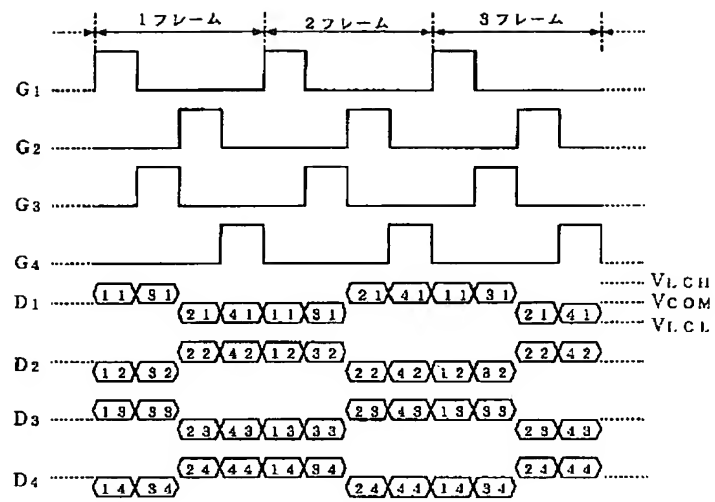 1フレーム 2フレーム 3フレーム
G1
G2
G3
G4
D1 11 31 21 41 11 31 21 41 11 31 21 41 VLCH
VCOM
VLCL
D2 12 32 22 42 12 32 22 42 12 32 22 42
D3 13 33 23 43 13 33 23 43 13 33 23 43
D4 14 34 24 44 14 34 24 44 14 34 24 44